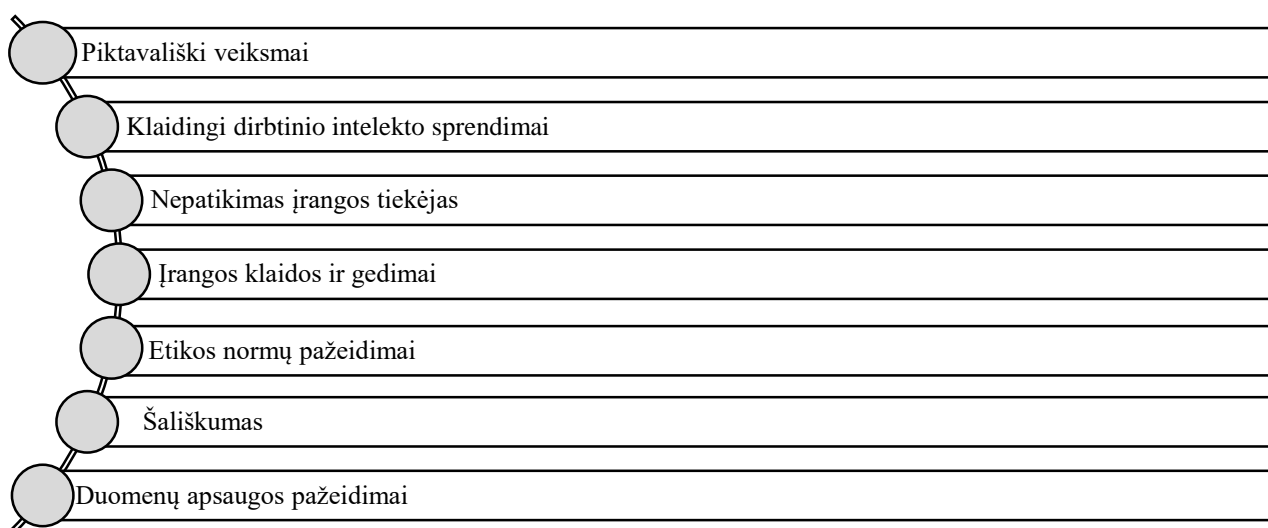 Piktavališki veiksmai
Klaidingi dirbtinio intelekto sprendimai
Nepatikimas įrangos tiekėjas
Įrangos klaidos ir gedimai
Etikos normų pažeidimai
Šališkumas
Duomenų apsaugos pažeidimai